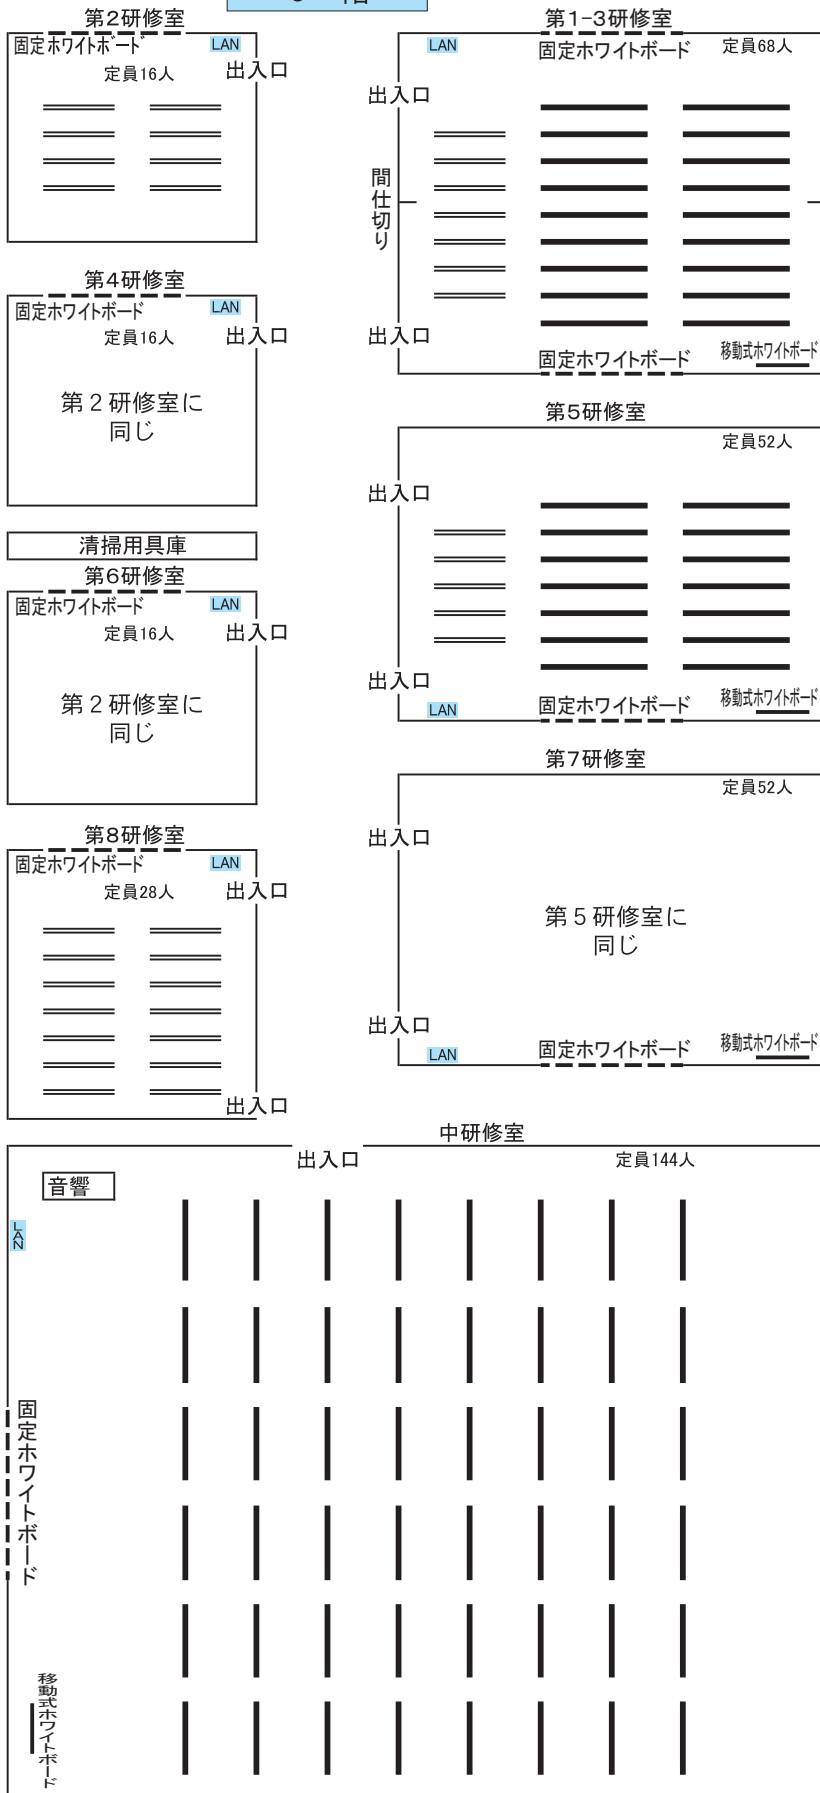 第2研修室
固定ホワイトボード
LAN
定員16人
出入口
第4研修室
固定ホワイトボード
LAN
定員16人
出入口
第2研修室に
同じ
清掃用具庫
第6研修室
固定ホワイトボード
LAN
定員16人
出入口
第2研修室に
同じ
第8研修室
固定ホワイトボード
LAN
定員28人
出入口
出入口
第1-3研修室
LAN
固定ホワイトボード
定員68人
出入口
間仕切り
出入口
固定ホワイトボード
移動式ホワイトボード
第5研修室
定員52人
出入口
出入口
LAN
固定ホワイトボード
移動式ホワイトボード
第7研修室
定員52人
出入口
第5研修室に
同じ
出入口
LAN
固定ホワイトボード
移動式ホワイトボード
中研修室
出入口
定員144人
音響
LAN
固定ホワイトボード
移動式ホワイトボード